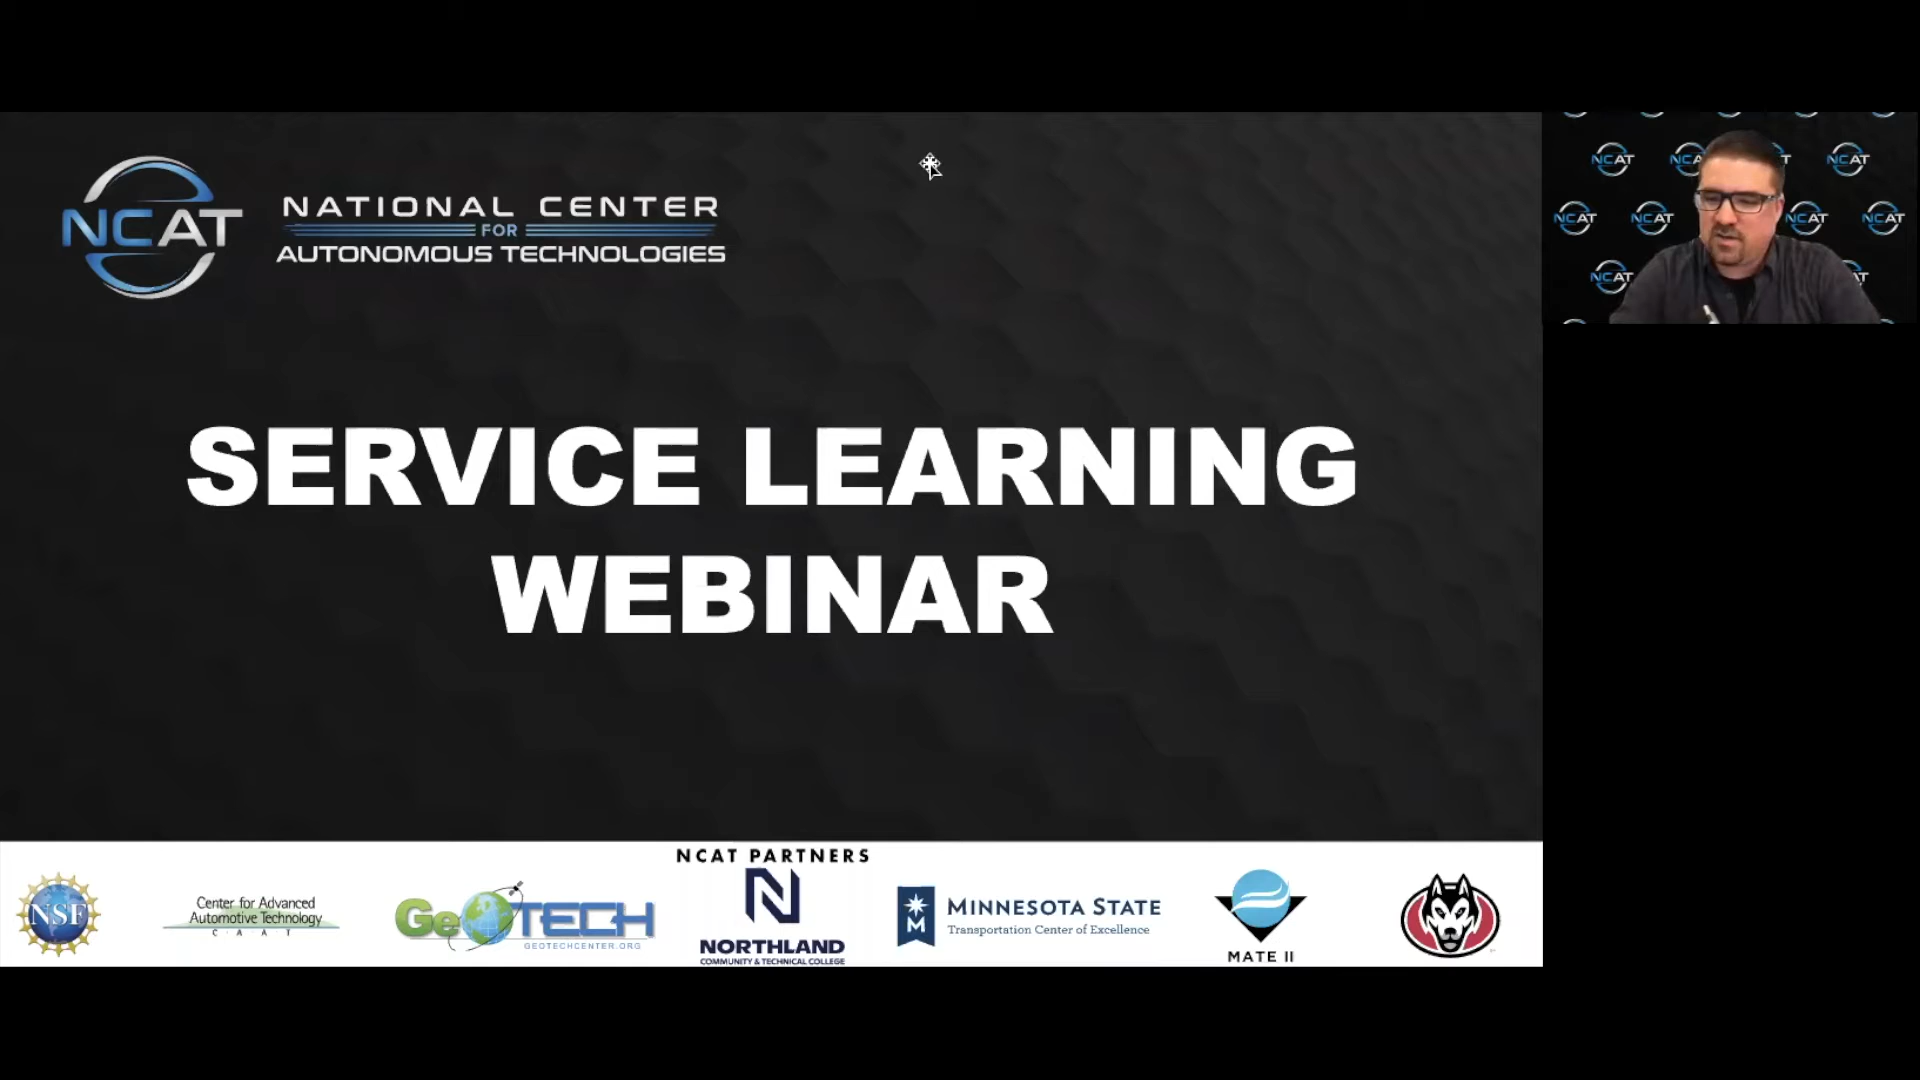 NCAT
NATIONAL CENTER
FOR
AUTONOMOUS TECHNOLOGIES
SERVICE LEARNING
WEBINAR
NCAT PARTNERS
NSF
Center for Advanced
Automotive Technology
C A A T
GeoTECH
GEOTECHCENTER.ORG
N
NORTHLAND
COMMUNITY & TECHNICAL COLLEGE
M
MINNESOTA STATE
Transportation Center of Excellence
MATE II
NCAT
NCAT
NCAT
NCAT
NCAT
NCAT
NCAT
NCAT